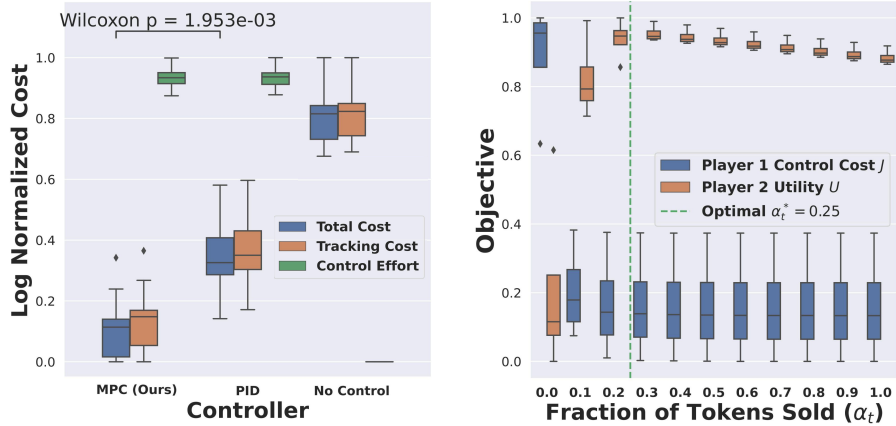 Wilcoxon p = 1.953e-03
Log Normalized Cost
1.0
0.8
0.6
0.4
0.2
0.0
Total Cost
Tracking Cost
Control Effort
MPC (Ours) PID No Control
Controller
Objective
1.0
0.8
0.6
0.4
0.2
0.0
Player 1 Control Cost J
Player 2 Utility U
Optimal α*ₜ = 0.25
0.0 0.1 0.2 0.3 0.4 0.5 0.6 0.7 0.8 0.9 1.0
Fraction of Tokens Sold (αₜ)